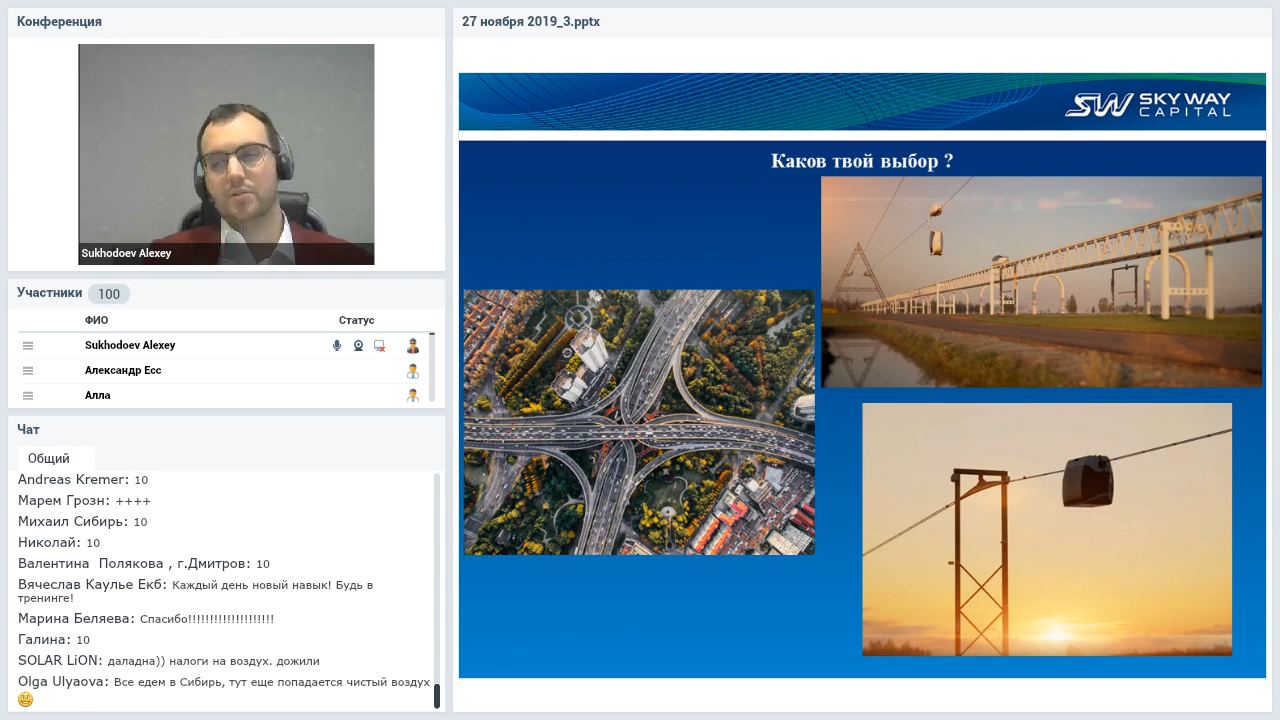 Конференция
Sukhodoev Alexey
Участники 100
ФИО Статус
Sukhodoev Alexey
Александр Есс
Алла
Чат
Общий
Andreas Kremer: 10
Марем Грозн: ++++
Михаил Сибирь: 10
Николай: 10
Валентина Полякова , г.Дмитров: 10
Вячеслав Каулье Екб: Каждый день новый навык! Будь в
тренинге!
Марина Беляева: Спасибо!!!!!!!!!!!!!!!!!!!!
Галина: 10
SOLAR LiON: даладна)) налоги на воздух. дожили
Olga Ulyaova: Все едем в Сибирь, тут еще попадается чистый воздух
27 ноября 2019_3.pptx
SW SKY WAY
CAPITAL
Каков твой выбор ?